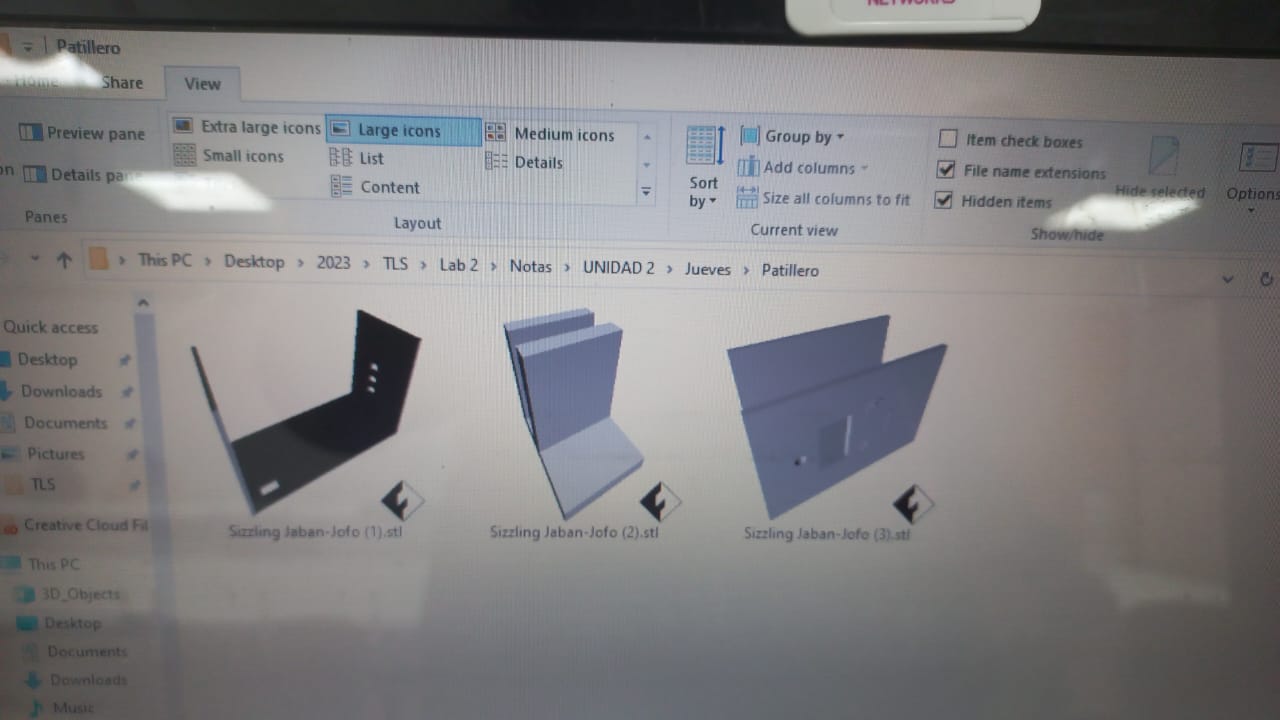 NETWORKS
Patillero
Home Share View
Preview pane
Details pane
Panes
Extra large icons Large icons Medium icons
Small icons List Details
Content
Layout
Sort by
Group by
Add columns
Size all columns to fit
Current view
Item check boxes
File name extensions
Hidden items
Hide selected
Show/hide
Options
This PC > Desktop > 2023 > TLS > Lab 2 > Notas > UNIDAD 2 > Jueves > Patillero
Quick access
Desktop
Downloads
Documents
Pictures
TLS
Creative Cloud Fil
This PC
3D_Objects
Desktop
Documents
Downloads
Music
Sizzling Jaban-Jofo (1).stl
Sizzling Jaban-Jofo (2).stl
Sizzling Jaban-Jofo (3).stl